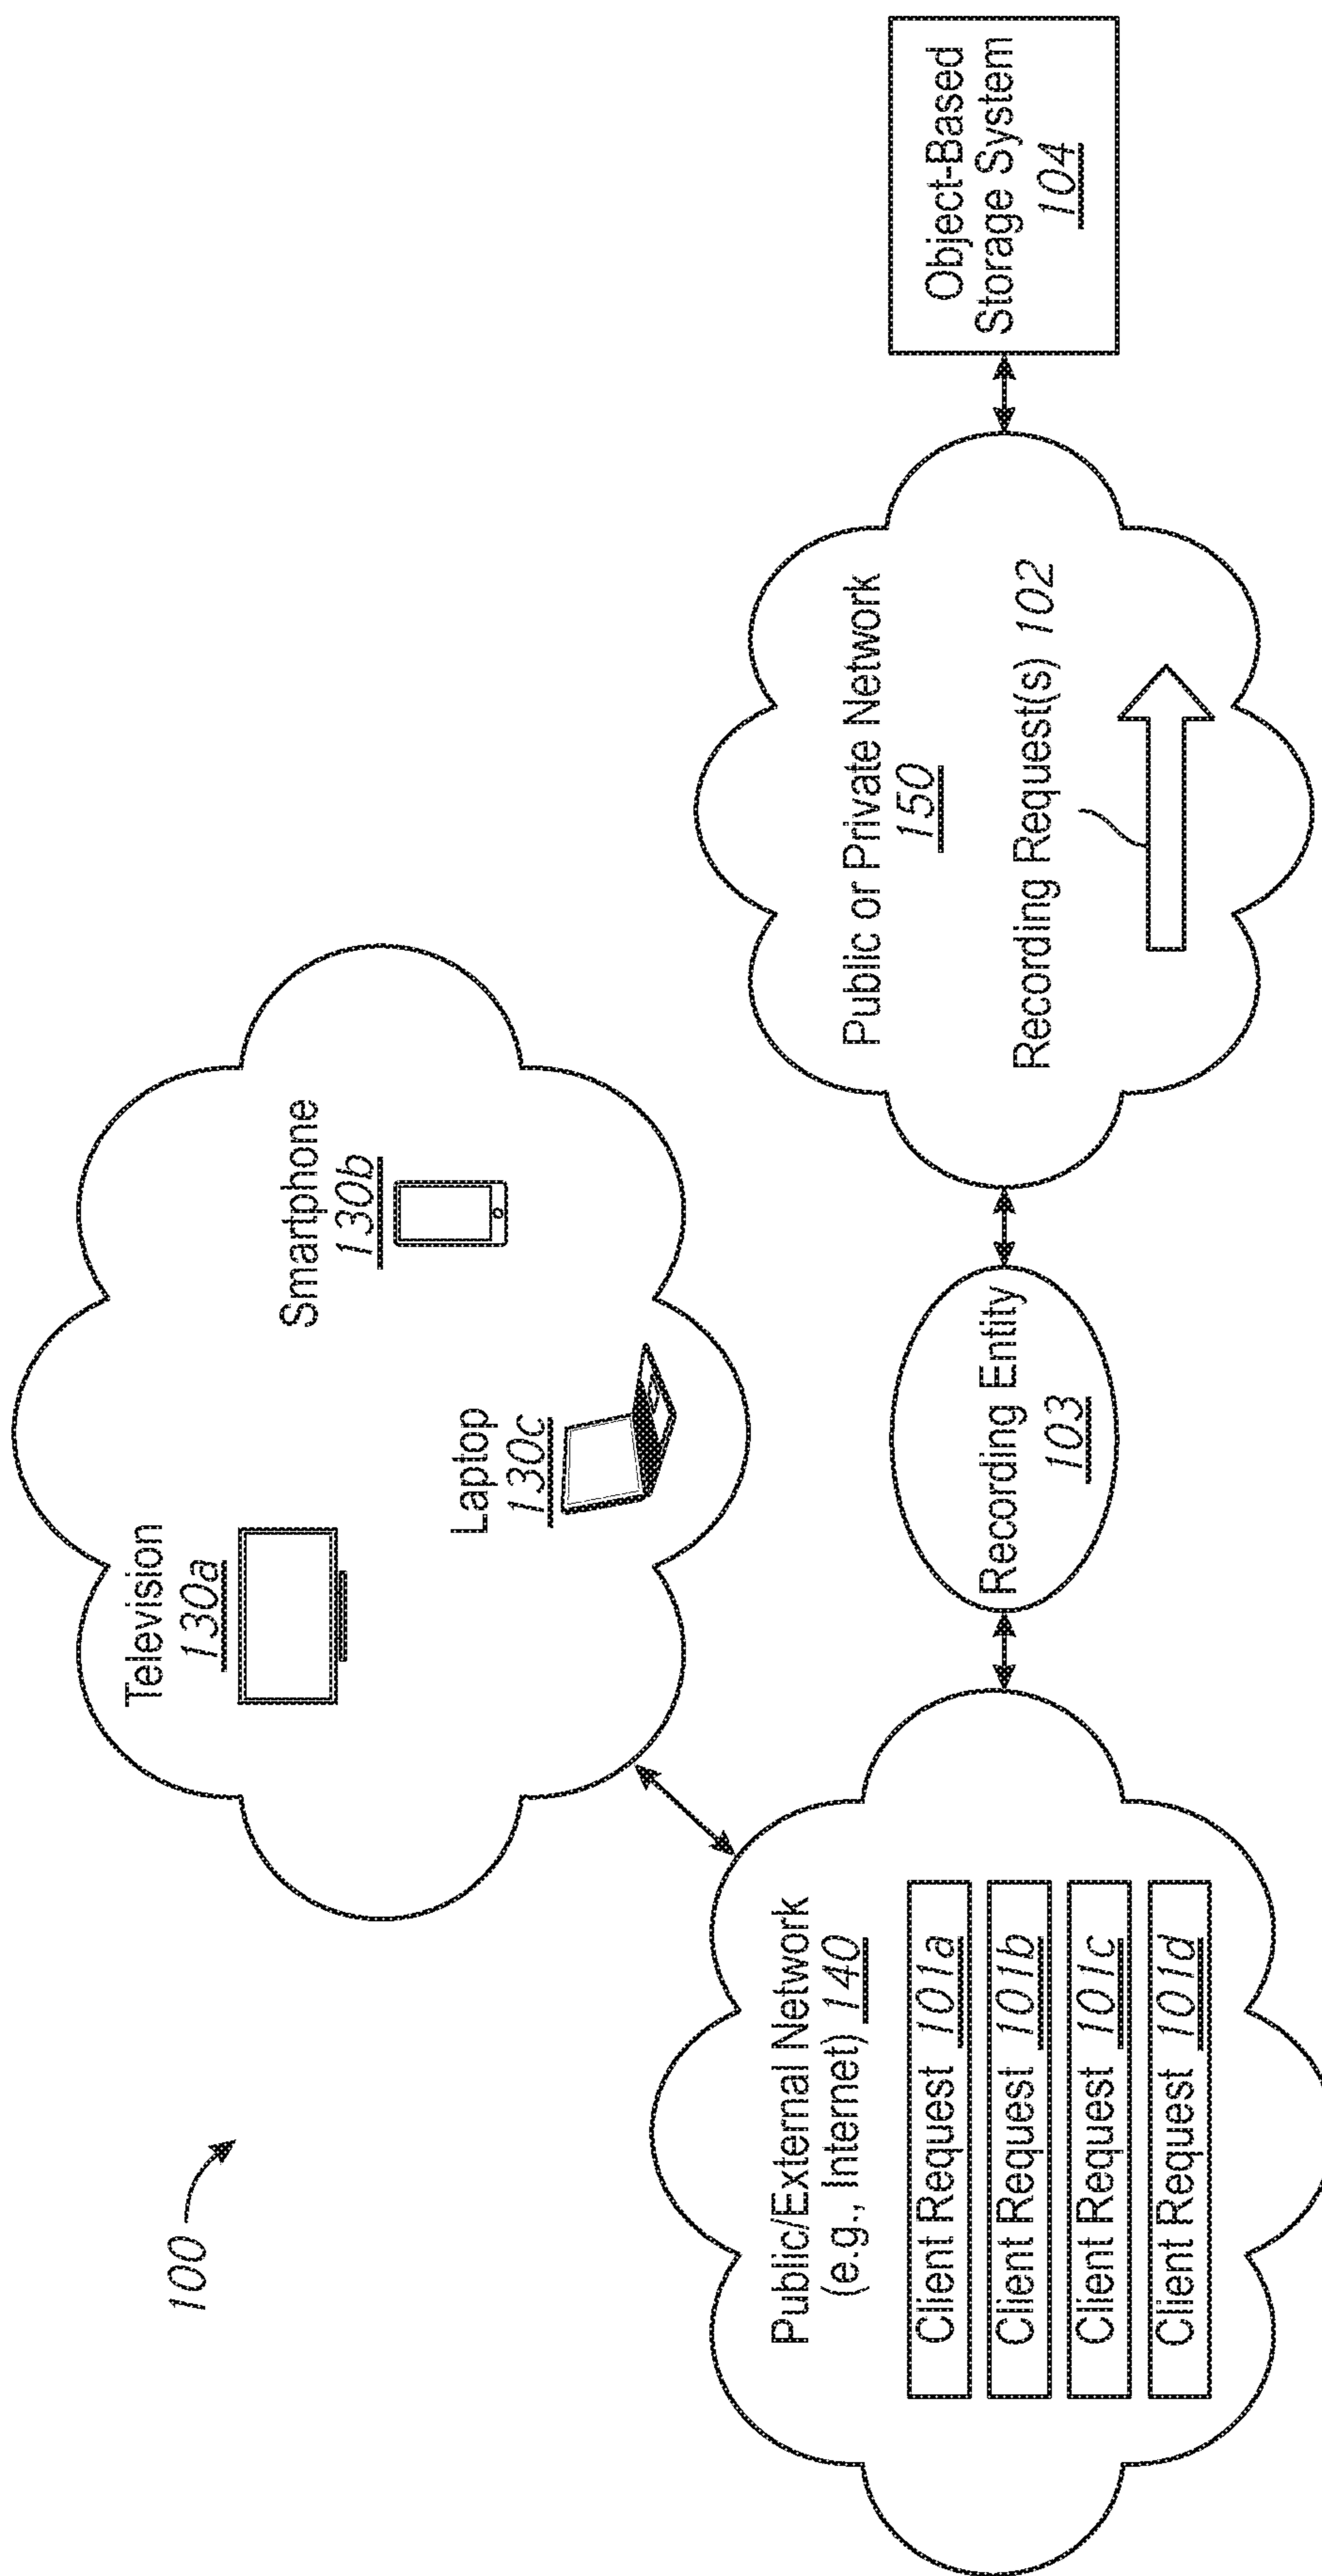 100
Television
130a
Smartphone
130b
Laptop
130c
Public/External Network
(e.g., Internet) 140
Client Request 101a
Client Request 101b
Client Request 101c
Client Request 101d
Recording Entity
103
Public or Private Network
150
Recording Request(s) 102
Object-Based
Storage System
104